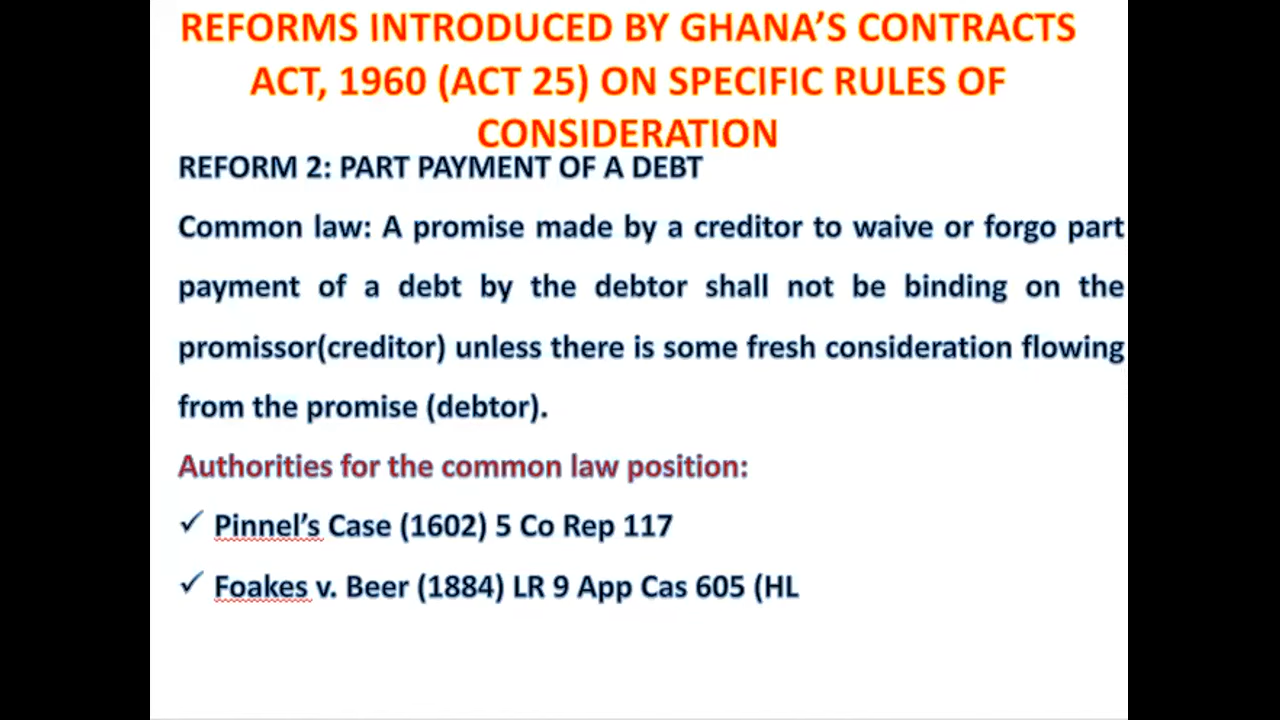 REFORMS INTRODUCED BY GHANA’S CONTRACTS
ACT, 1960 (ACT 25) ON SPECIFIC RULES OF
CONSIDERATION
REFORM 2: PART PAYMENT OF A DEBT
Common law: A promise made by a creditor to waive or forgo part
payment of a debt by the debtor shall not be binding on the
promissor(creditor) unless there is some fresh consideration flowing
from the promise (debtor).
Authorities for the common law position:
✓ Pinnel’s Case (1602) 5 Co Rep 117
✓ Foakes v. Beer (1884) LR 9 App Cas 605 (HL